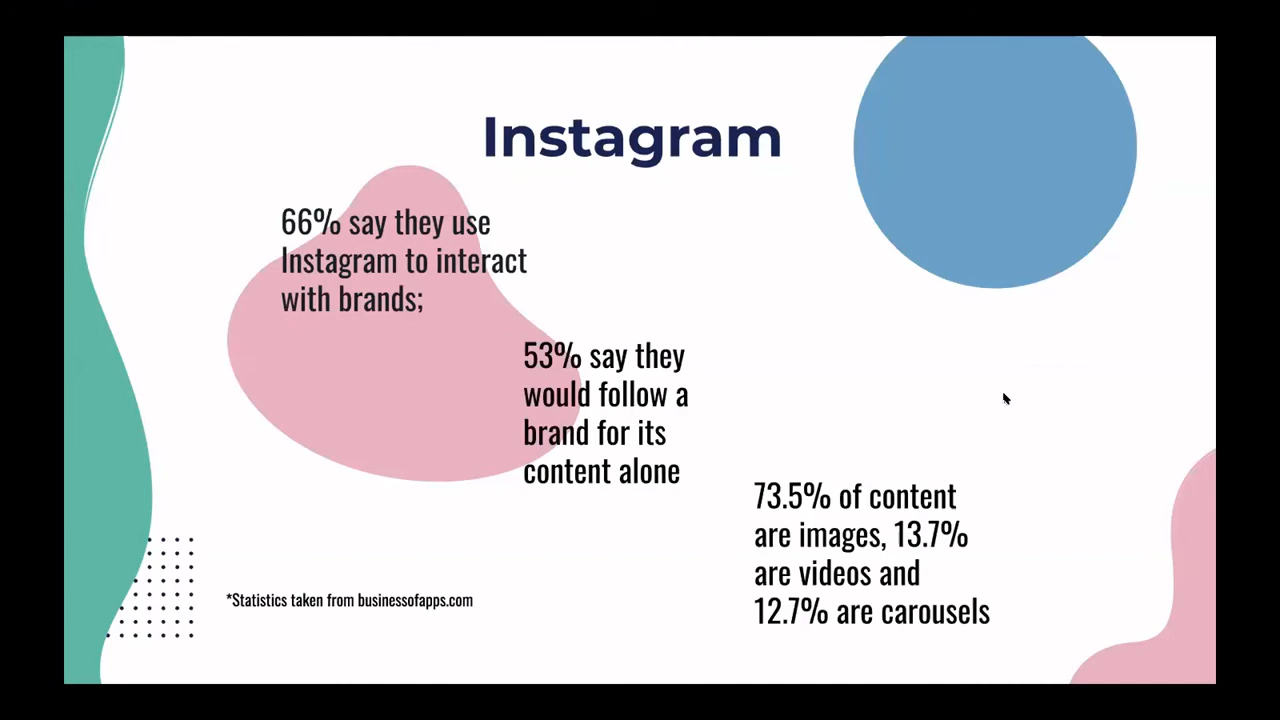 Instagram
66% say they use
Instagram to interact
with brands;
53% say they
would follow a
brand for its
content alone
73.5% of content
are images, 13.7%
are videos and
12.7% are carousels
*Statistics taken from businessofapps.com